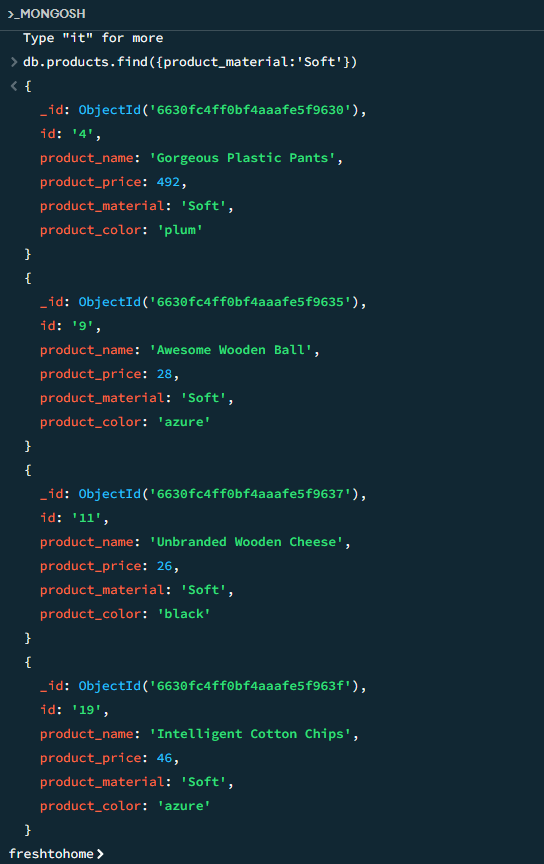 >_MONGOSH
Type "it" for more
> db.products.find({product_material:'Soft'})
< {
_id: ObjectId('6630fc4ff0bf4aaafe5f9630'),
id: '4',
product_name: 'Gorgeous Plastic Pants',
product_price: 492,
product_material: 'Soft',
product_color: 'plum'
}
{
_id: ObjectId('6630fc4ff0bf4aaafe5f9635'),
id: '9',
product_name: 'Awesome Wooden Ball',
product_price: 28,
product_material: 'Soft',
product_color: 'azure'
}
{
_id: ObjectId('6630fc4ff0bf4aaafe5f9637'),
id: '11',
product_name: 'Unbranded Wooden Cheese',
product_price: 26,
product_material: 'Soft',
product_color: 'black'
}
{
_id: ObjectId('6630fc4ff0bf4aaafe5f963f'),
id: '19',
product_name: 'Intelligent Cotton Chips',
product_price: 46,
product_material: 'Soft',
product_color: 'azure'
}
freshtohome>